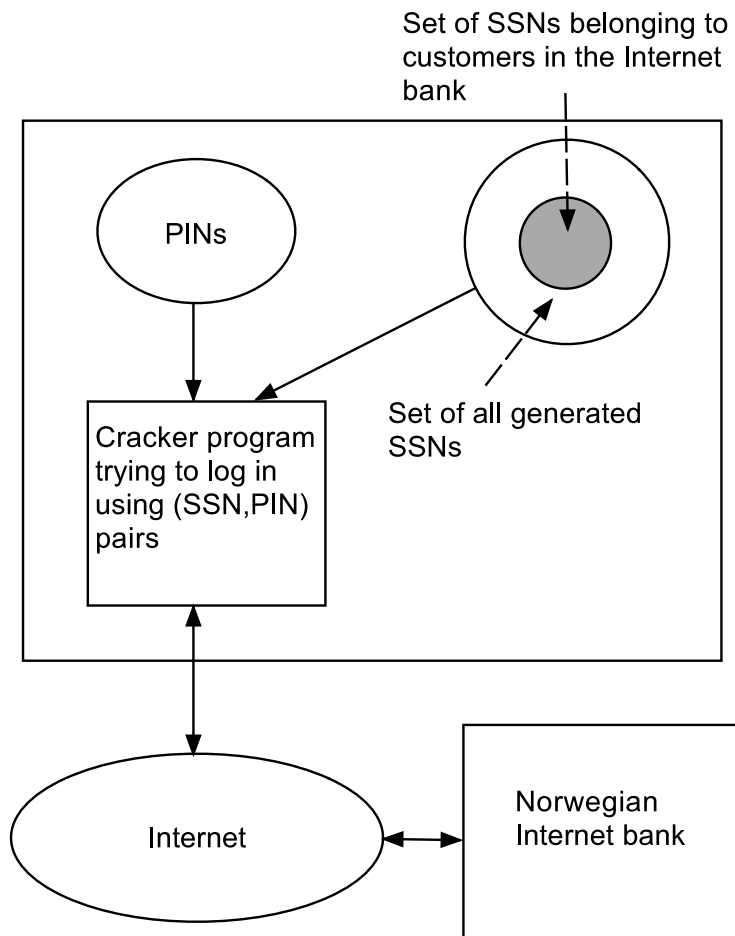 Set of SSNs belonging to
customers in the Internet
bank
PINs
Set of all generated
SSNs
Cracker program
trying to log in
using (SSN,PIN)
pairs
Internet
Norwegian
Internet bank